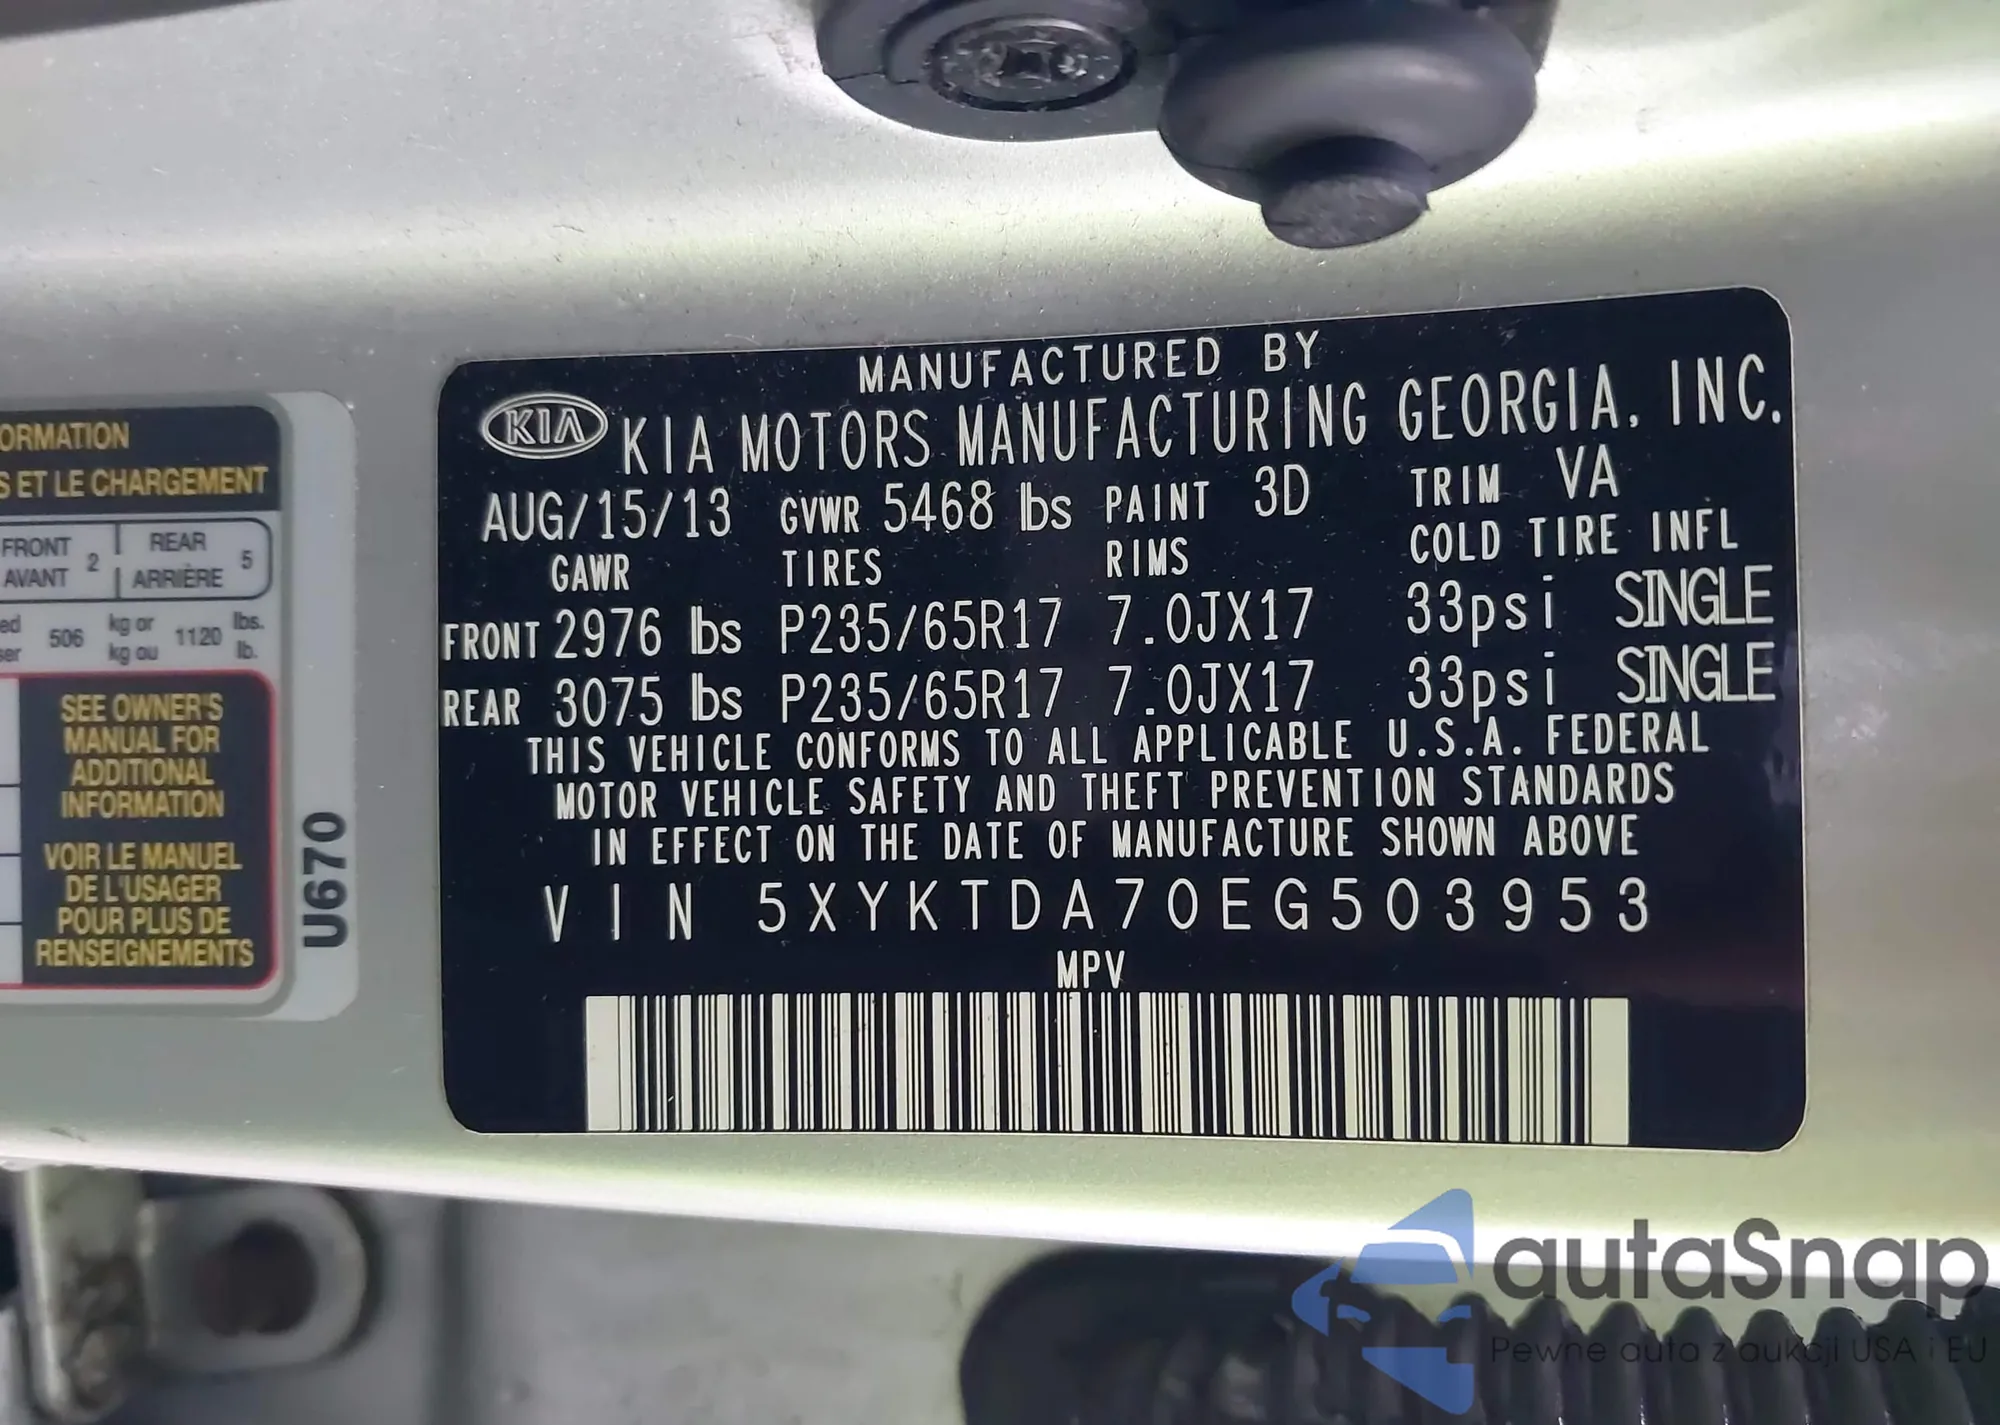 ORMATION
S ET LE CHARGEMENT
FRONT
AVANT 2
REAR
ARRIÈRE 5
506 kg or
kg ou 1120 lbs.
lb.
SEE OWNER'S
MANUAL FOR
ADDITIONAL
INFORMATION
VOIR LE MANUEL
DE L'USAGER
POUR PLUS DE
RENSEIGNEMENTS
U670
MANUFACTURED BY
KIA KIA MOTORS MANUFACTURING GEORGIA, INC.
AUG/15/13 GVWR 5468 lbs PAINT 3D TRIM VA
GAWR TIRES RIMS COLD TIRE INFL
FRONT 2976 lbs P235/65R17 7.0JX17 33psi SINGLE
REAR 3075 lbs P235/65R17 7.0JX17 33psi SINGLE
THIS VEHICLE CONFORMS TO ALL APPLICABLE U.S.A. FEDERAL
MOTOR VEHICLE SAFETY AND THEFT PREVENTION STANDARDS
IN EFFECT ON THE DATE OF MANUFACTURE SHOWN ABOVE
VIN 5XYKTDA70EG503953
MPV
autaSnap
Pewne auta z aukcji USA i EU